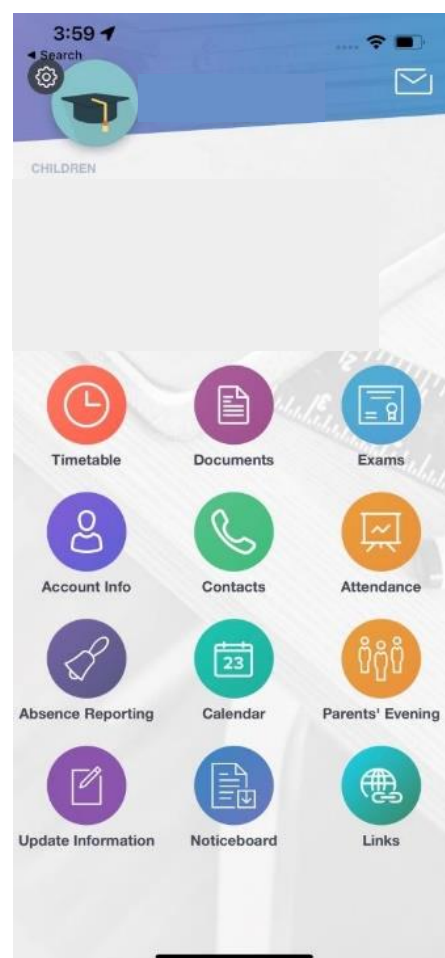 3:59
◀ Search
CHILDREN
Timetable
Documents
Exams
Account Info
Contacts
Attendance
23
Absence Reporting
Calendar
Parents' Evening
Update Information
Noticeboard
Links